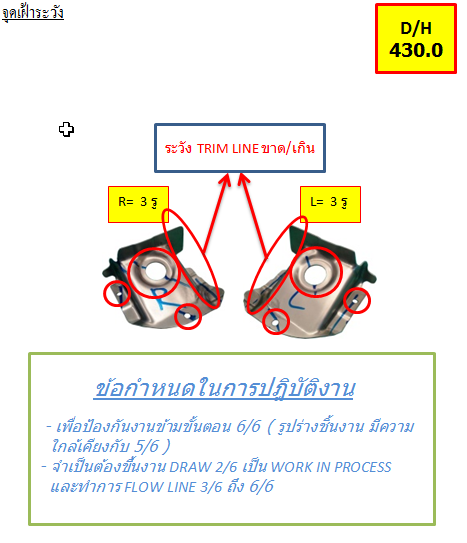 จุดเฝ้าระวัง
D/H
430.0
ระวัง TRIM LINE ขาด/เกิน
R= 3 รู
L= 3 รู
R
L
ข้อกำหนดในการปฎิบัติงาน
- เพื่อป้องกันงานข้ามขั้นตอน 6/6 ( รูปร่างชิ้นงาน มีความ
ใกล้เคียงกับ 5/6 )
- จำเป็นต้องขึ้นงาน DRAW 2/6 เป็น WORK IN PROCESS
และทำการ FLOW LINE 3/6 ถึง 6/6